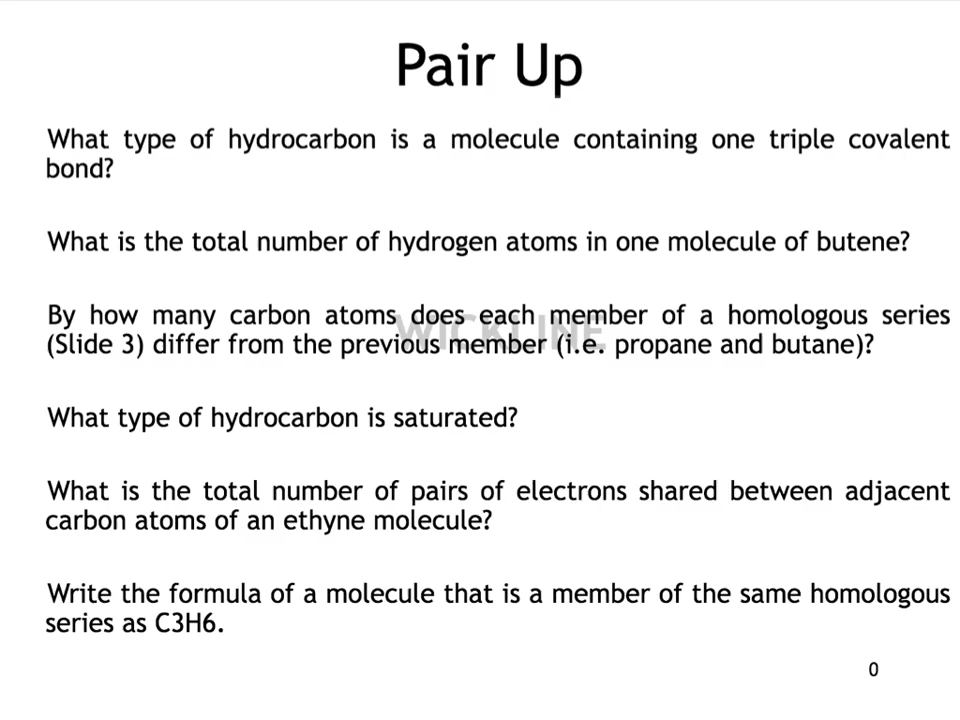 Pair Up
What type of hydrocarbon is a molecule containing one triple covalent
bond?
What is the total number of hydrogen atoms in one molecule of butene?
By how many carbon atoms does each member of a homologous series
WICKLINE
(Slide 3) differ from the previous member (i.e. propane and butane)?
What type of hydrocarbon is saturated?
What is the total number of pairs of electrons shared between adjacent
carbon atoms of an ethyne molecule?
Write the formula of a molecule that is a member of the same homologous
series as C3H6.
0